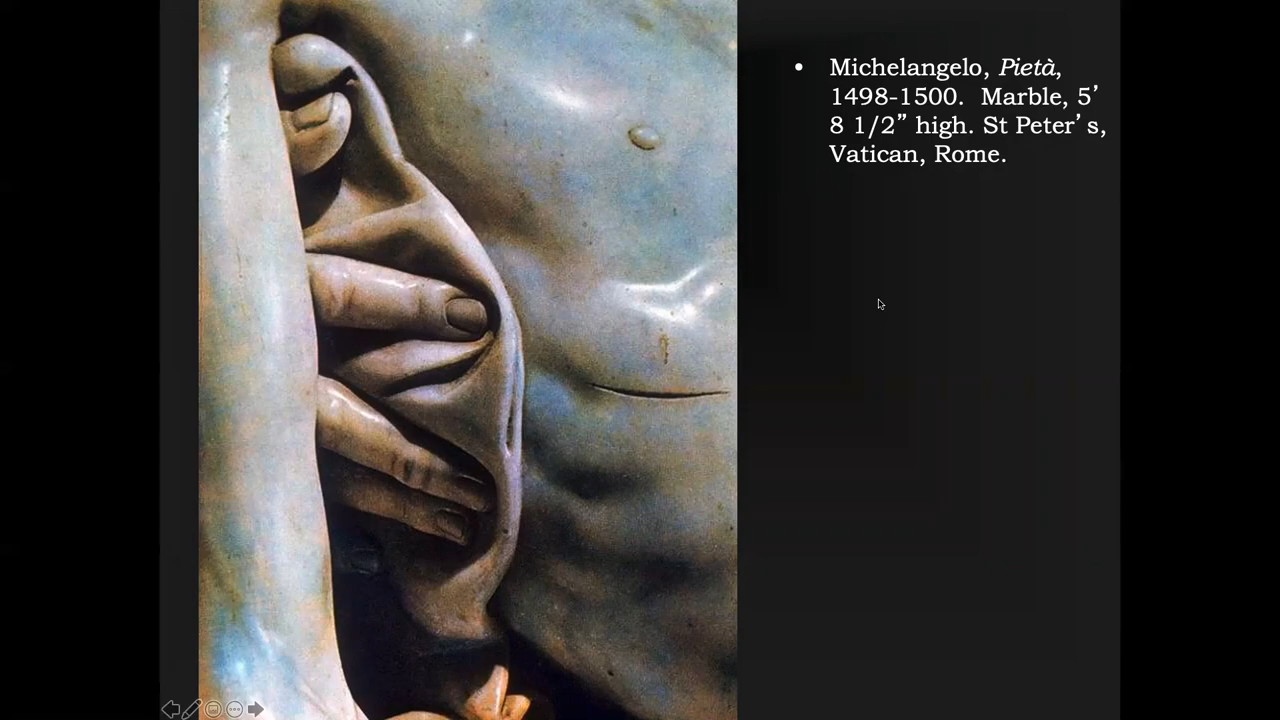 • Michelangelo, Pietà,
1498-1500. Marble, 5’
8 1/2” high. St Peter’s,
Vatican, Rome.